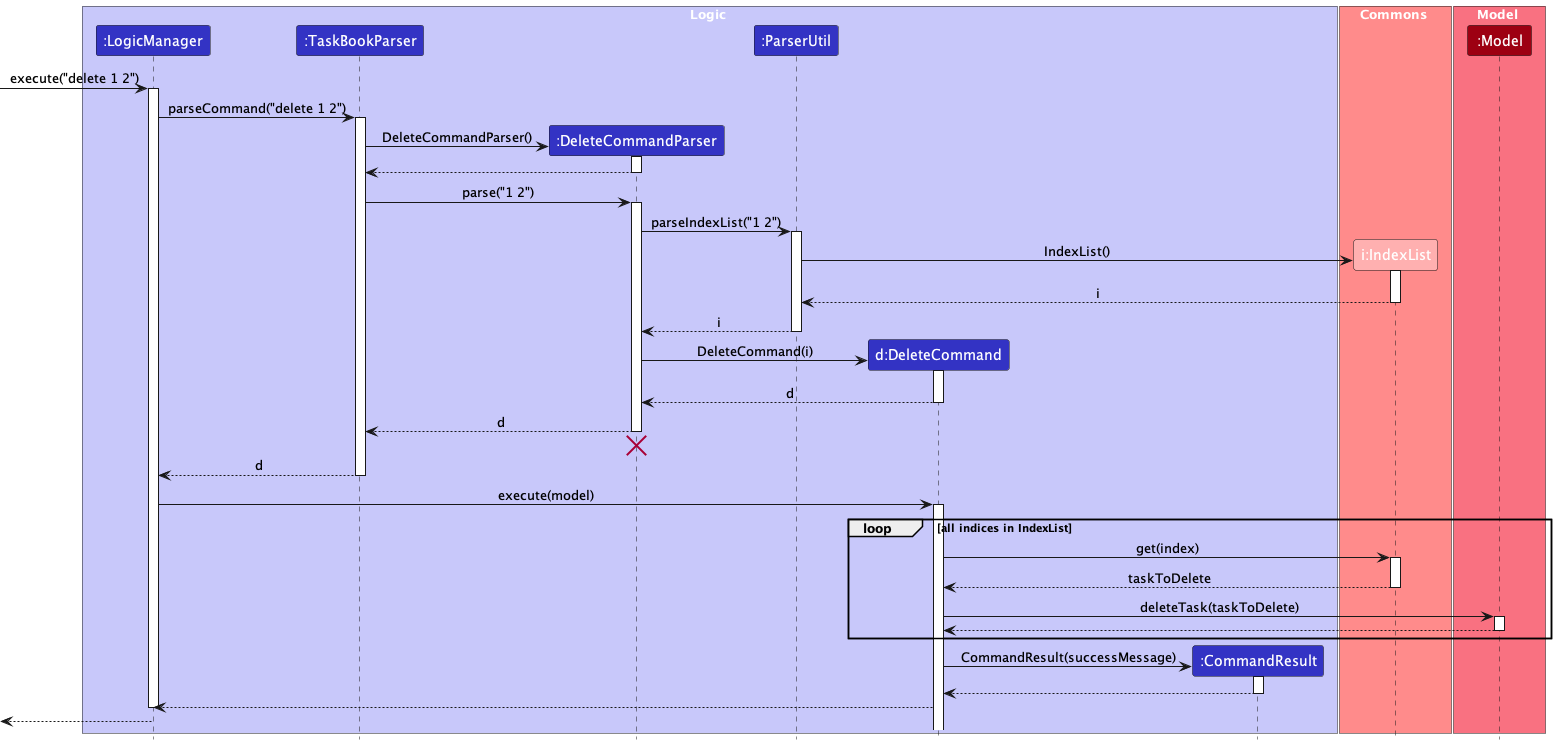 Logic
Commons
Model
:LogicManager
:TaskBookParser
:ParserUtil
:Model
execute("delete 1 2")
parseCommand("delete 1 2")
DeleteCommandParser()
:DeleteCommandParser
parse("1 2")
parseIndexList("1 2")
IndexList()
i:IndexList
i
i
DeleteCommand(i)
d:DeleteCommand
d
d
d
execute(model)
loop
[all indices in IndexList]
get(index)
taskToDelete
deleteTask(taskToDelete)
CommandResult(successMessage)
:CommandResult